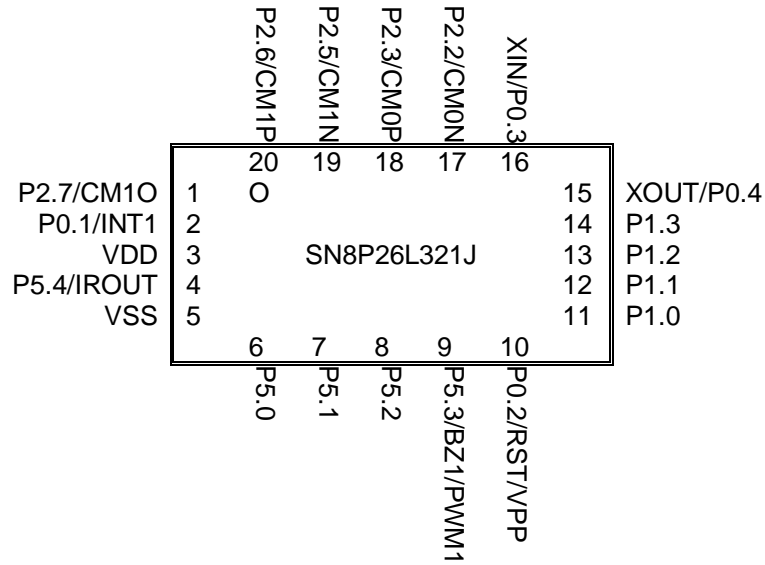 P2.6/CM1P
P2.5/CM1N
P2.3/CM0P
P2.2/CM0N
XIN/P0.3
20 19 18 17 16
P2.7/CM1O 1 O 15 XOUT/P0.4
P0.1/INT1 2 14 P1.3
VDD 3 SN8P26L321J 13 P1.2
P5.4/IROUT 4 12 P1.1
VSS 5 11 P1.0
6 7 8 9 10
P5.0
P5.1
P5.2
P5.3/BZ1/PWM1
P0.2/RST/VPP